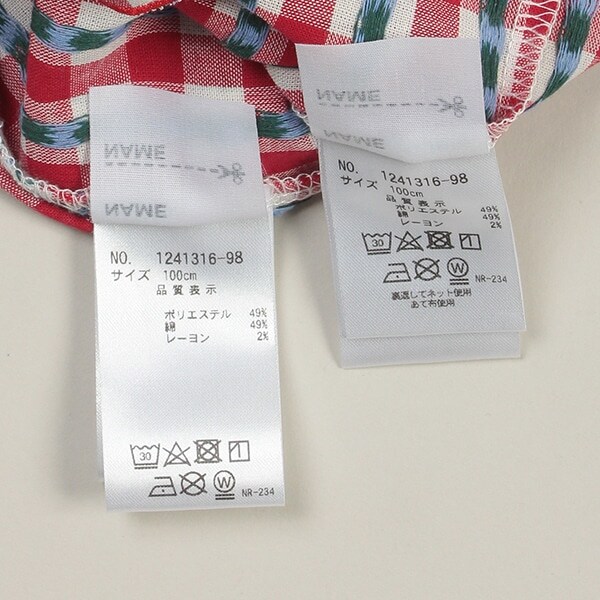 NAME
NAME
NO. 1241316-98
サイズ 100cm
品質表示
ポリエステル 49%
綿 49%
レーヨン 2%
30
W
NR-234
NAME
NAME
NO. 1241316-98
サイズ 100cm
品質表示
ポリエステル 49%
綿 49%
レーヨン 2%
30
W
NR-234
裏返してネット使用
あて布使用